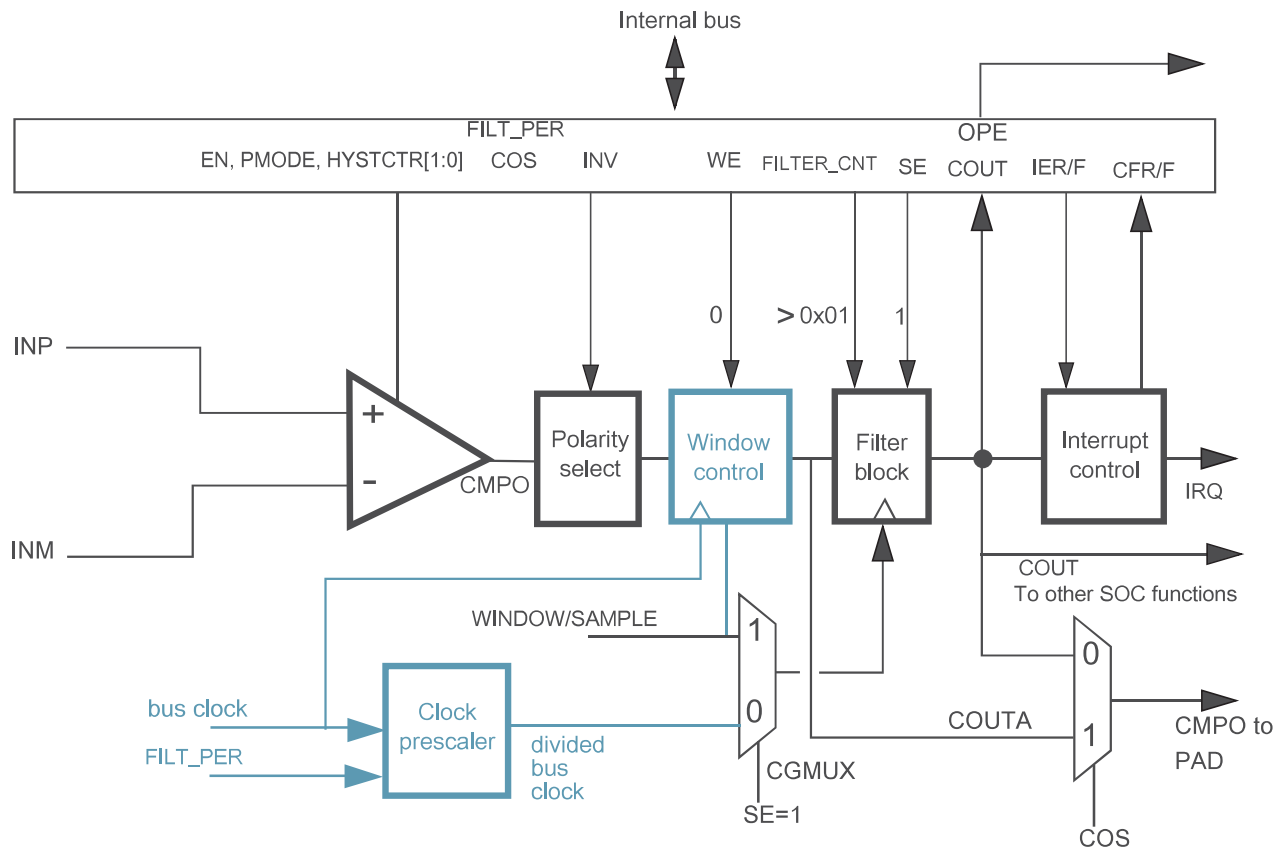 Internal bus
FILT_PER
OPE
EN, PMODE, HYSTCTR[1:0]
COS
INV
WE
FILTER_CNT
SE
COUT
IER/F
CFR/F
0
> 0x01
1
INP
+
-
CMPO
INM
Polarity
select
Window
control
Filter
block
Interrupt
control
IRQ
COUT
To other SOC functions
WINDOW/SAMPLE
1
0
bus clock
FILT_PER
Clock
prescaler
divided
bus
clock
CGMUX
SE=1
COUTA
0
1
CMPO to
PAD
COS